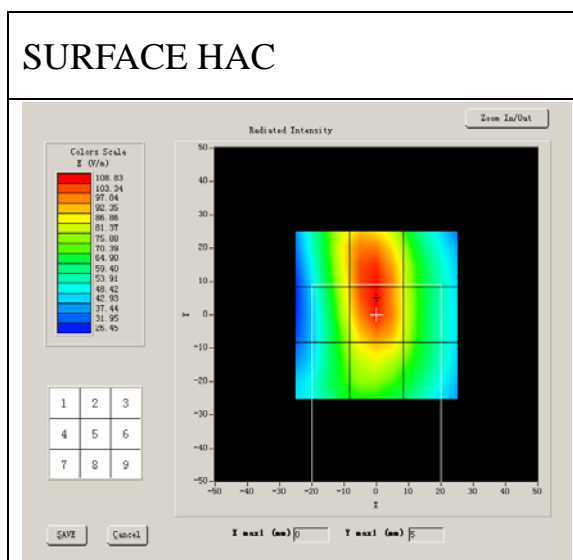 SURFACE HAC
Zoom In/Out
Radiated Intensity
Colors Scale
E (V/m)
108.83
103.34
97.84
92.35
86.86
81.37
75.88
70.39
64.90
59.40
53.91
48.42
42.93
37.44
31.95
26.45
50
40
30
20
10
0
-10
-20
-30
-40
-50
Y
-50 -40 -30 -20 -10 0 10 20 30 40 50
X
1 2 3
4 5 6
7 8 9
SAVE Cancel
X max1 (mm) 0 Y max1 (mm) 5